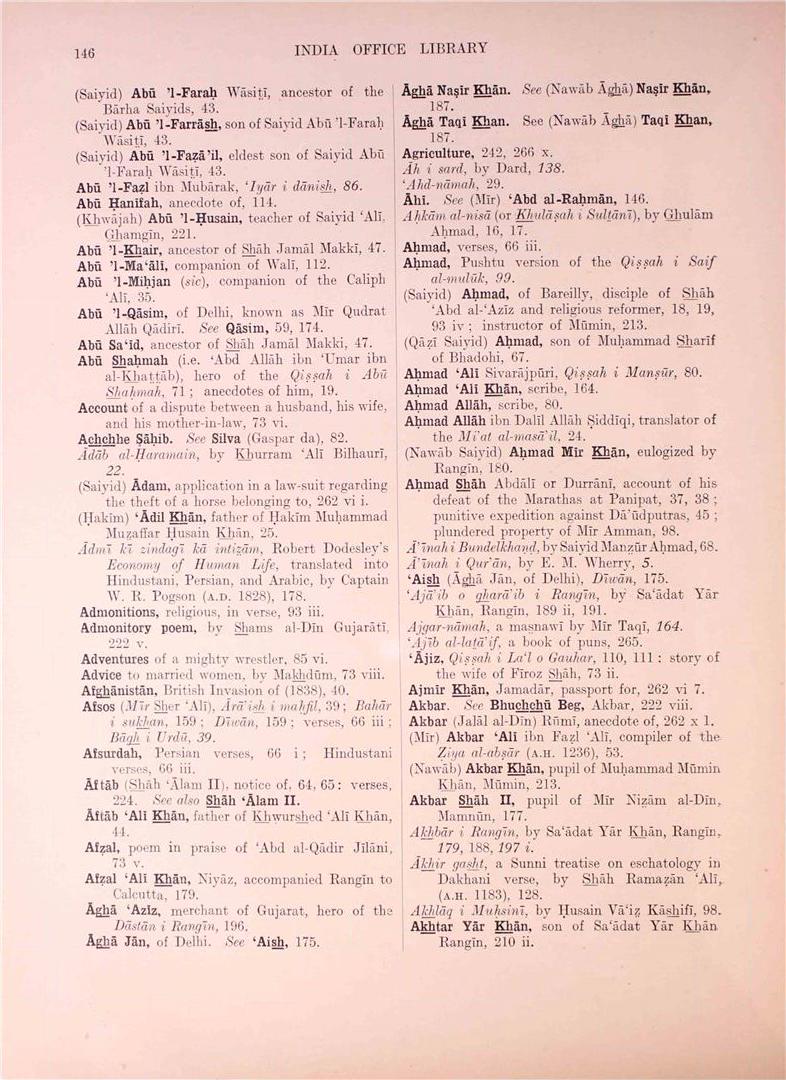 146
INDIA OFFICE LIBRARY
(Saiyid) Abū ’l-Faraḥ Wāsiṭī, ancestor of the
Bārha Saiyids, 43.
(Saiyid) Abū ’l-Farrāsh, son of Saiyid Abū ’l-Faraḥ
Wāsiṭī, 43.
(Saiyid) Abū ’l-Faẓā’il, eldest son of Saiyid Abū
’l-Faraḥ Wāsiṭī, 43.
Abū ’l-Faẓl ibn Mubārak, ‘Iyār i dānish, 86.
Abū Ḥanīfah, anecdote of, 114.
(Khwājah) Abū ’l-Ḥusain, teacher of Saiyid ‘Alī,
Ghamgīn, 221.
Abū ’l-Khair, ancestor of Shāh Jamāl Makkī, 47.
Abū ’l-Ma‘ālī, companion of Walī, 112.
Abū ’l-Miḥjan (sic), companion of the Caliph
‘Alī, 35.
Abū ’l-Qāsim, of Delhi, known as Mīr Qudrat
Allāh Qādirī. See Qāsim, 59, 174.
Abū Sa‘īd, ancestor of Shāh Jamāl Makkī, 47.
Abū Shaḥmah (i.e. ‘Abd Allāh ibn ‘Umar ibn
al-Khaṭṭāb), hero of the Qiṣṣah i Abū
Shaḥmah, 71 ; anecdotes of him, 19.
Account of a dispute between a husband, his wife,
and his mother-in-law, 73 vi.
Achchhe Ṣāḥib. See Silva (Gaspar da), 82.
Ādāb al-Ḥaramain, by Khurram ‘Alī Bilhaurī,
22.
(Saiyid) Ādam, application in a law-suit regarding
the theft of a horse belonging to, 262 vi i.
(Ḥakīm) ‘Ādil Khān, father of Ḥakīm Muḥammad
Muẓaffar Ḥusain Khān, 25.
Ādmī kī zindagī kā intiẓām, Robert Dodesley’s
Economy of Human Life, translated into
Hindustani, Persian, and Arabic, by Captain
W. R. Pogson (A.D. 1828), 178.
Admonitions, religious, in verse, 93 iii.
Admonitory poem, by Shams al-Dīn Gujarātī,
222 v.
Adventures of a mighty wrestler, 85 vi.
Advice to married women, by Makhdūm, 73 viii.
Afghānistān, British Invasion of (1838), 40.
Afsos (Mīr Sher ‘Alī), Ārā’ish i maḥfil, 39 ; Bahār
i sukhan, 159 ; Dīwān, 159 ; verses, 66 iii ;
Bāgh i Urdū, 39.
Afsurdah, Persian verses, 66 i ; Hindustani
verses, 66 iii.
Āftāb (Shāh ‘Ālam II), notice of, 64, 65 : verses,
224. See also Shāh ‘Ālam II.
Āftāb ‘Alī Khān, father of Khwurshed ‘Alī Khān,
44.
Afẓal, poem in praise of ‘Abd al-Qādir Jīlānī,
73 v.
Afẓal ‘Alī Khān, Niyāz, accompanied Rangīn to
Calcutta, 179.
Āghā ‘Azīz, merchant of Gujarat, hero of the
Dāstān i Rangīn, 196.
Āghā Jān, of Delhi. See ‘Aish, 175.
Āghā Naṣīr Khān. See (Nawāb Āghā) Naṣīr Khān,
187.
Āghā Taqī Khan. See (Nawāb Āghā) Taqī Khan,
187.
Agriculture, 242, 266 x.
Āh i sard, by Dard, 138.
‘Ahd-nāmah, 29.
Āhī. See (Mīr) ‘Abd al-Raḥmān, 146.
Aḥkām al-nisā (or Khulāṣah i Sulṭānī), by Ghulām
Aḥmad, 16, 17.
Aḥmad, verses, 66 iii.
Aḥmad, Pushtu version of the Qiṣṣah i Saif
al-mulūk, 99.
(Saiyid) Aḥmad, of Bareilly, disciple of Shāh
‘Abd al-‘Azīz and religious reformer, 18, 19,
93 iv ; instructor of Mūmin, 213.
(Qāẓī Saiyid) Aḥmad, son of Muḥammad Sharīf
of Bhadohi, 67.
Aḥmad ‘Alī Sivarājpūrī, Qiṣṣah i Manṣūr, 80.
Aḥmad ‘Alī Khān, scribe, 164.
Aḥmad Allāh, scribe, 80.
Aḥmad Allāh ibn Dalīl Allāh Ṣiddīqi, translator of
the Mi’at al-masā’il, 24.
(Nawāb Saiyid) Aḥmad Mīr Khān, eulogized by
Rangīn, 180.
Aḥmad Shāh Abdālī or Durrānī, account of his
defeat of the Marathas at Panipat, 37, 38 ;
punitive expedition against Dā’ūdputras, 45 ;
plundered property of Mīr Amman, 98.
Ā’īnah i Bundelkhand, by Saiyid Manẓūr Aḥmad, 68.
Ā’īnah i Qur’ān, by E. M. Wherry, 5.
‘Aish (Āghā Jān, of Delhi), Dīwān, 175.
‘Ajā’ib o gharā’ib i Rangīn, by Sa‘ādat Yār
Khān, Rangīn, 189 ii, 191.
Ajgar-nāmah, a maṣnawī by Mīr Taqī, 164.
‘Ajīb al-laṭā’if, a book of puns, 265.
‘Ājiz, Qiṣṣah i La‘l o Gauhar, 110, 111 : story of
the wife of Fīroz Shāh, 73 ii.
Ajmīr Khān, Jamadār, passport for, 262 vi 7.
Akbar. See Bhuchchū Beg, Akbar, 222 viii.
Akbar (Jalāl al-Dīn) Rūmī, anecdote of, 262 x 1.
(Mīr) Akbar ‘Alī ibn Faẓl ‘Alī, compiler of the
Ẓiya al-abṣār (A.H. 1236), 53.
(Nawāb) Akbar Khān, pupil of Muḥammad Mūmin
Khān, Mūmin, 213.
Akbar Shāh II, pupil of Mīr Niẓām al-Dīn,
Mamnūn, 177.
Akhbār i Rangīn, by Sa‘ādat Yār Khān, Rangīn,
179, 188, 197 i.
Ākhir gasht, a Sunni treatise on eschatology in
Dakhani verse, by Shāh Ramaẓān ‘Alī,
(A.H. 1183), 128.
Akhlāq i Muḥsinī, by Ḥusain Vā‘iẓ Kāshifī, 98.
Akhtar Yār Khān, son of Sa‘ādat Yār Khān
Rangīn, 210 ii.